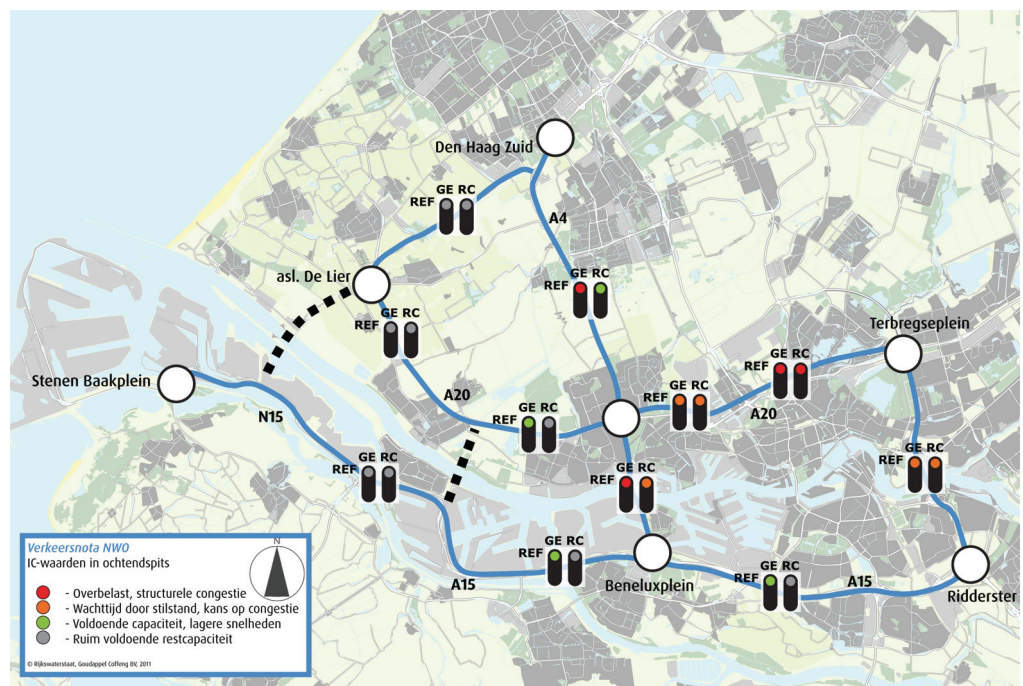 Den Haag Zuid
GE RC
REF
A4
asl. De Lier
GE RC
REF
GE RC
REF
Terbregseplein
GE RC
REF
Stenen Baakplein
N15
A20
GE RC
REF
GE RC
REF
A20
GE RC
REF
GE RC
REF
GE RC
REF
GE RC
REF
A15
Beneluxplein
GE RC
REF
A15
Ridderster
Verkeersnota NWO
IC-waarden in ochtendspits
N
- Overbelast, structurele congestie
- Wachttijd door stilstand, kans op congestie
- Voldoende capaciteit, lagere snelheden
- Ruim voldoende restcapaciteit
© Rijkswaterstaat, Goudappel Coffeng BV, 2011
GE RC
REF